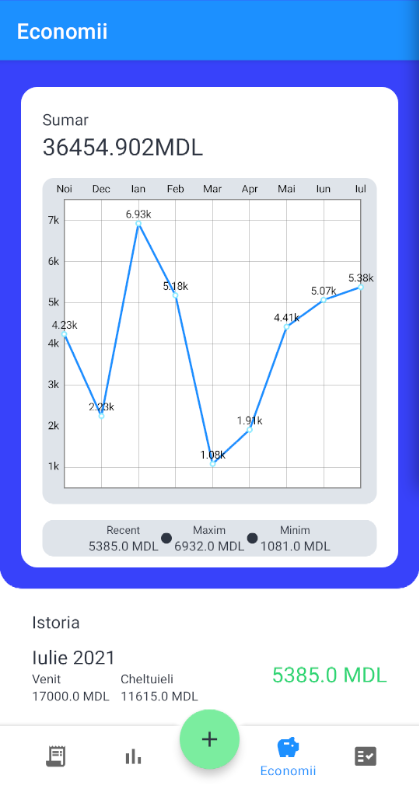 Economii
Sumar
36454.902MDL
Noi Dec Ian Feb Mar Apr Mai Iun Iul
7k
6k
5k
4k
3k
2k
1k
4.23k
2.23k
6.93k
5.18k
1.08k
1.91k
4.41k
5.07k
5.38k
Recent Maxim Minim
5385.0 MDL 6932.0 MDL 1081.0 MDL
Istoria
Iulie 2021
Venit Cheltuieli
17000.0 MDL 11615.0 MDL
5385.0 MDL
+
Economii